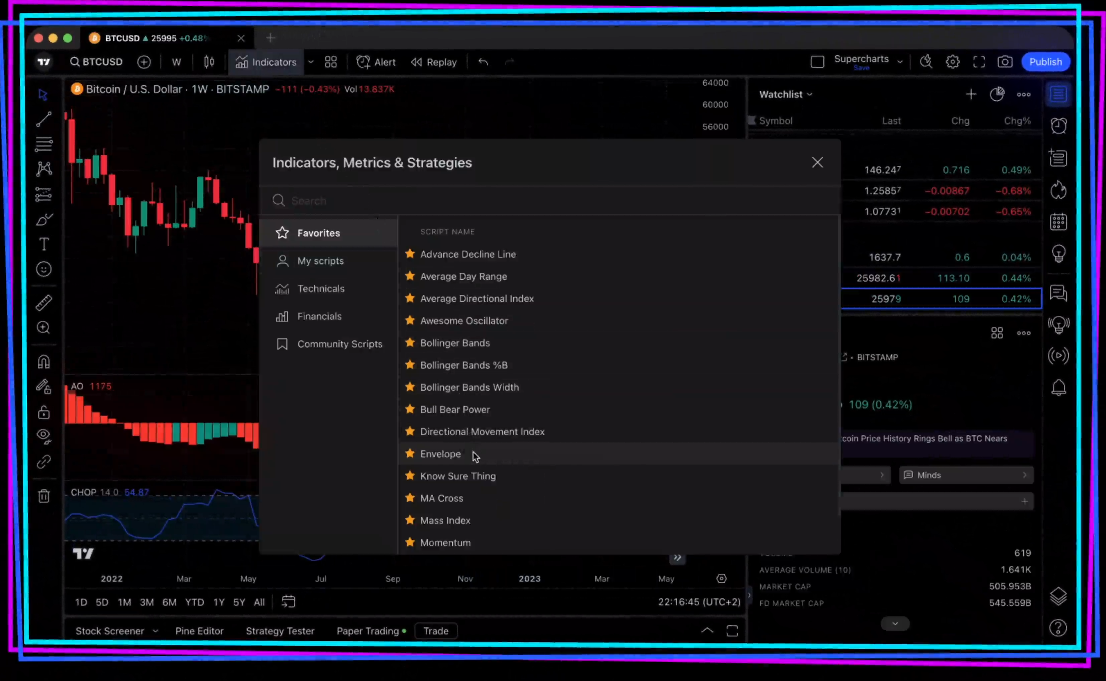 BTCUSD ▲ 25995 +0.48%
BTCUSD
W
Indicators
Alert
Replay
Supercharts
Save
Publish
Bitcoin / U.S. Dollar · 1W · BITSTAMP −111 (−0.43%) Vol 13.837K
64000
60000
56000
Watchlist
Symbol Last Chg Chg%
146.247 0.716 0.49%
1.25857 −0.00867 −0.68%
1.07731 −0.00702 −0.65%
1637.7 0.6 0.04%
25982.61 113.10 0.44%
25979 109 0.42%
Indicators, Metrics & Strategies
Search
Favorites
My scripts
Technicals
Financials
Community Scripts
SCRIPT NAME
Advance Decline Line
Average Day Range
Average Directional Index
Awesome Oscillator
Bollinger Bands
Bollinger Bands %B
Bollinger Bands Width
Bull Bear Power
Directional Movement Index
Envelope
Know Sure Thing
MA Cross
Mass Index
Momentum
BITSTAMP
109 (0.42%)
coin Price History Rings Bell as BTC Nears
Minds
619
AVERAGE VOLUME (10) 1.641K
MARKET CAP 505.953B
FD MARKET CAP 545.559B
AO 1175
CHOP 14 0 54.87
2022 Mar May Jul Sep Nov 2023 Mar May
1D 5D 1M 3M 6M YTD 1Y 5Y All
22:16:45 (UTC+2)
Stock Screener
Pine Editor
Strategy Tester
Paper Trading
Trade